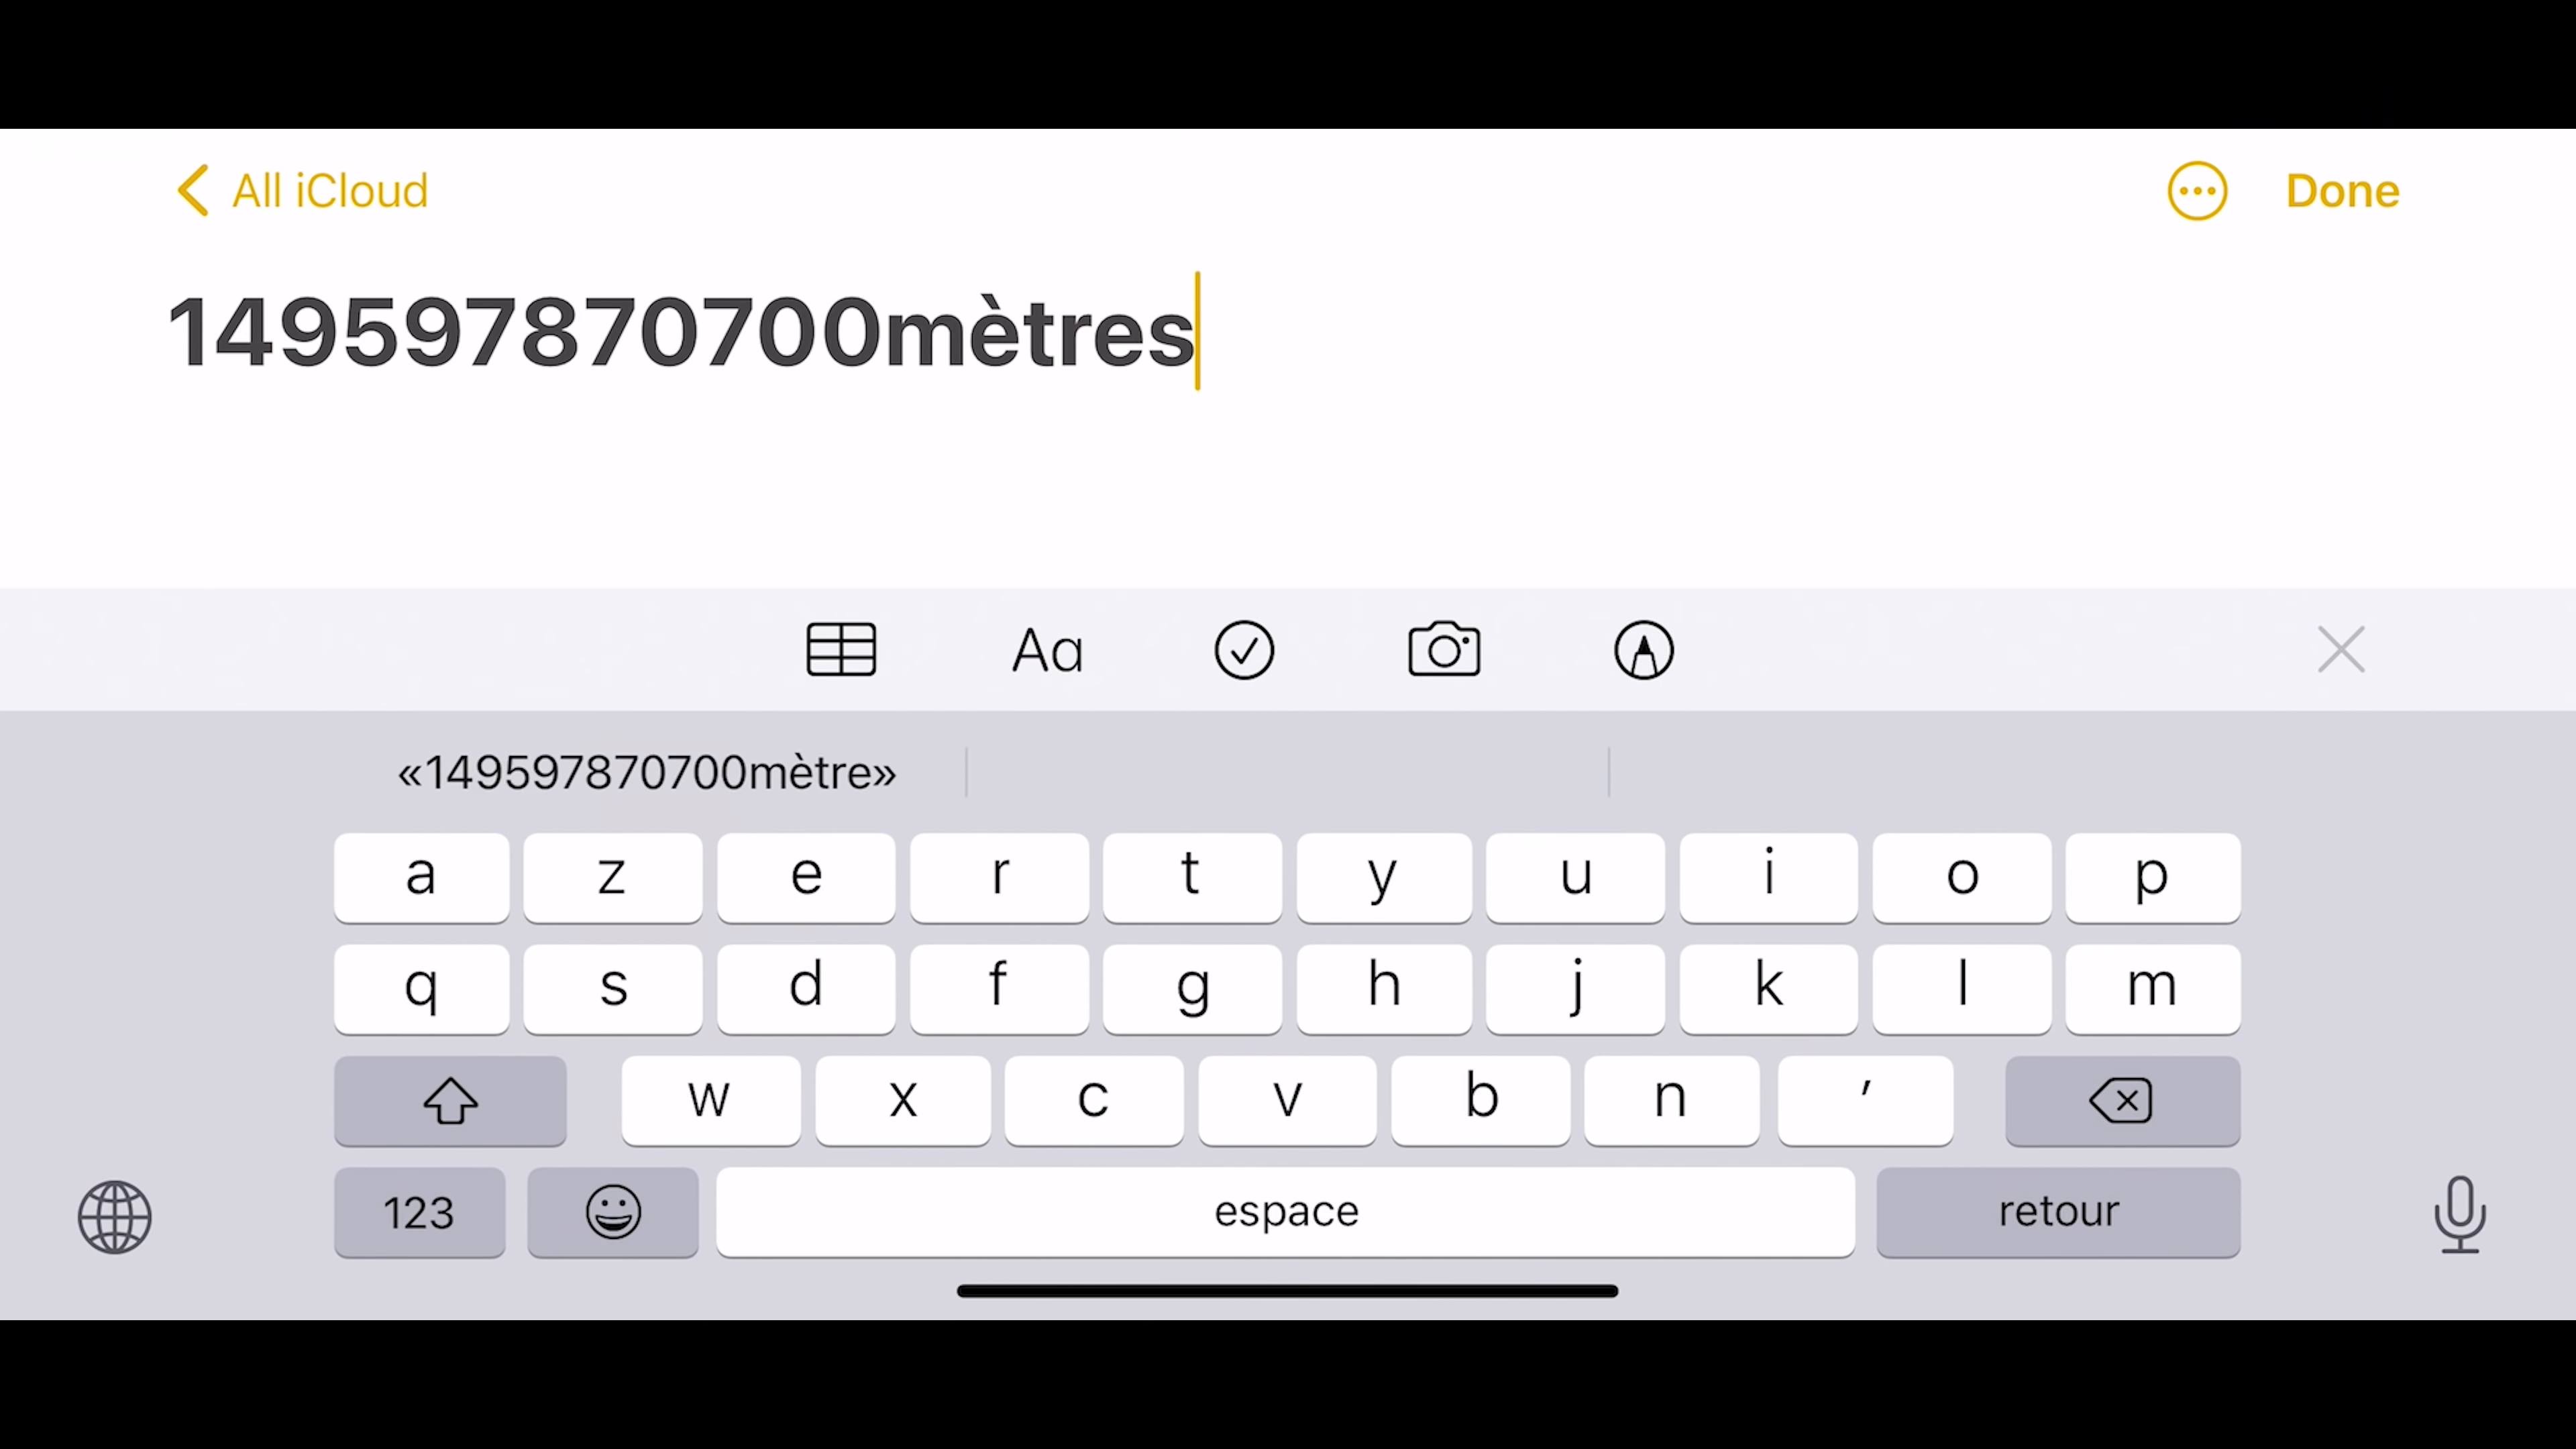 All iCloud
Done
149597870700mètres
Aa
«149597870700mètre»
a z e r t y u i o p
q s d f g h j k l m
w x c v b n ’
123 espace retour